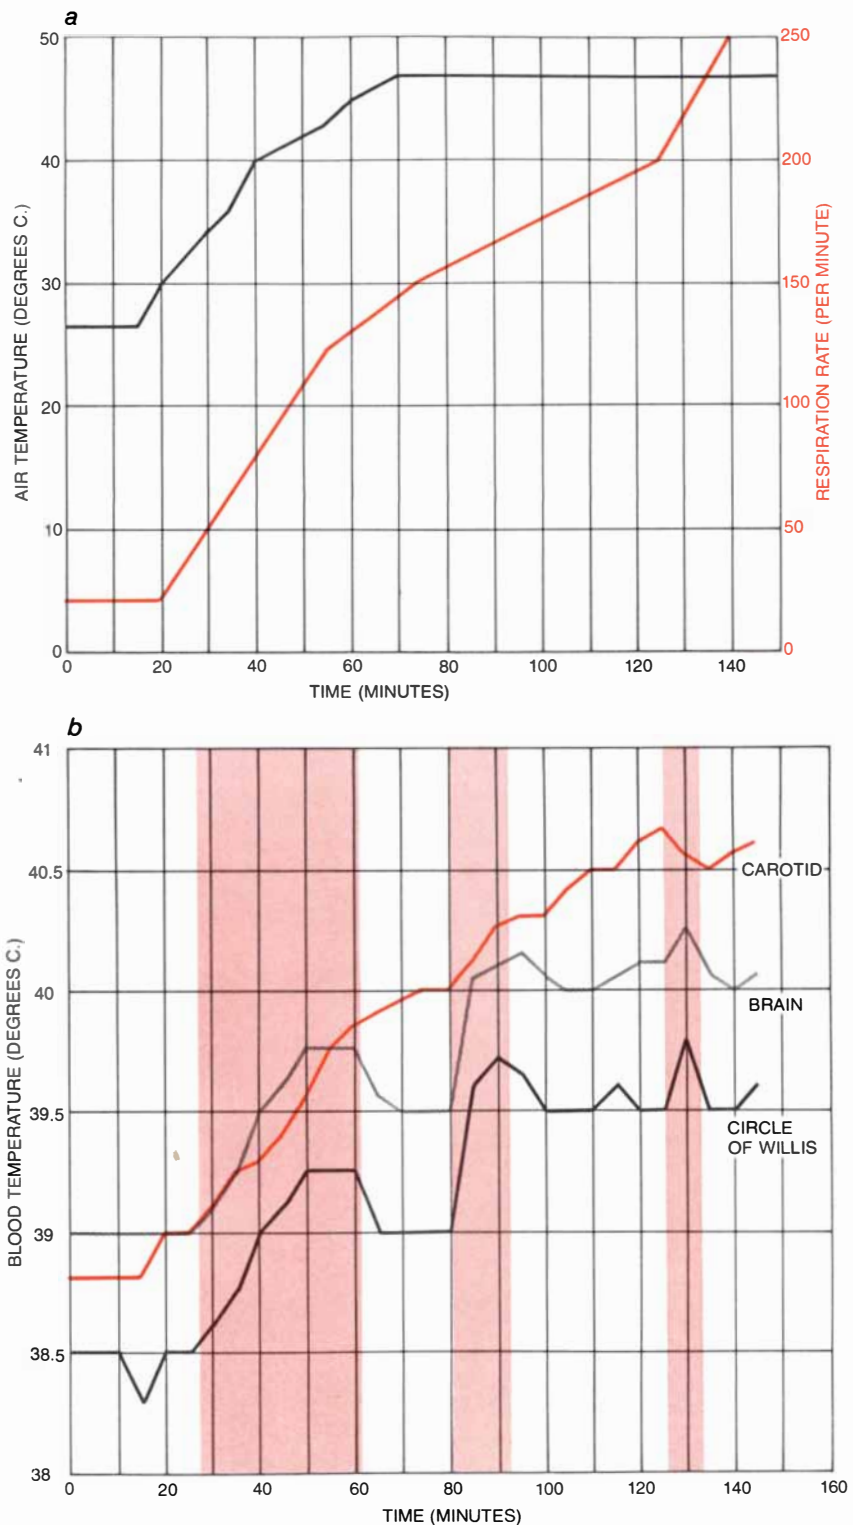 a
50
40
30
20
10
0
AIR TEMPERATURE (DEGREES C.)
250
200
150
100
50
0
RESPIRATION RATE (PER MINUTE)
0 20 40 60 80 100 120 140
TIME (MINUTES)
b
41
40.5
40
39.5
39
38.5
38
BLOOD TEMPERATURE (DEGREES C.)
CAROTID
BRAIN
CIRCLE
OF WILLIS
0 20 40 60 80 100 120 140 160
TIME (MINUTES)